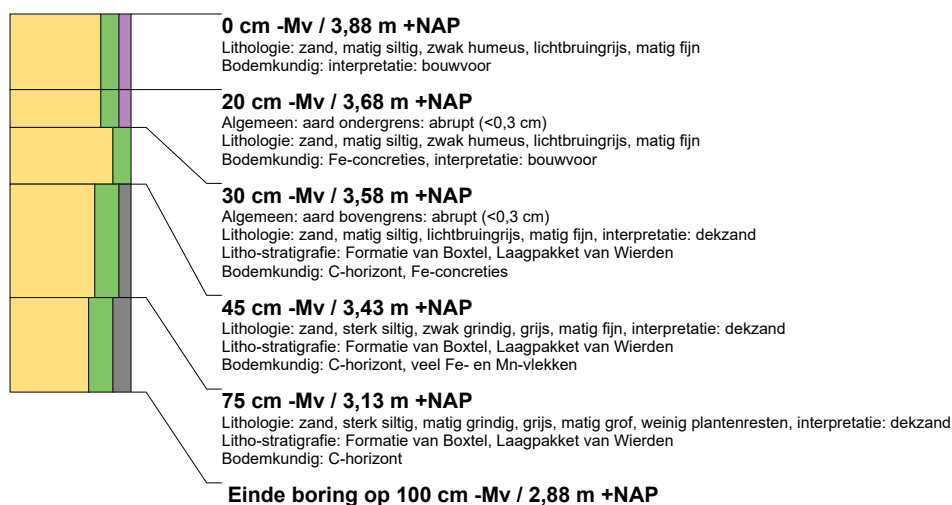 0 cm -Mv / 3,88 m +NAP
Lithologie: zand, matig siltig, zwak humeus, lichtbruingrijs, matig fijn
Bodemkundig: interpretatie: bouwvoor
20 cm -Mv / 3,68 m +NAP
Algemeen: aard ondergrens: abrupt (<0,3 cm)
Lithologie: zand, matig siltig, zwak humeus, lichtbruingrijs, matig fijn
Bodemkundig: Fe-concreties, interpretatie: bouwvoor
30 cm -Mv / 3,58 m +NAP
Algemeen: aard bovengrens: abrupt (<0,3 cm)
Lithologie: zand, matig siltig, lichtbruingrijs, matig fijn, interpretatie: dekzand
Litho-stratigrafie: Formatie van Boxtel, Laagpakket van Wierden
Bodemkundig: C-horizont, Fe-concreties
45 cm -Mv / 3,43 m +NAP
Lithologie: zand, sterk siltig, zwak grindig, grijs, matig fijn, interpretatie: dekzand
Litho-stratigrafie: Formatie van Boxtel, Laagpakket van Wierden
Bodemkundig: C-horizont, veel Fe- en Mn-vlekken
75 cm -Mv / 3,13 m +NAP
Lithologie: zand, sterk siltig, matig grindig, grijs, matig grof, weinig plantenresten, interpretatie: dekzand
Litho-stratigrafie: Formatie van Boxtel, Laagpakket van Wierden
Bodemkundig: C-horizont
Einde boring op 100 cm -Mv / 2,88 m +NAP